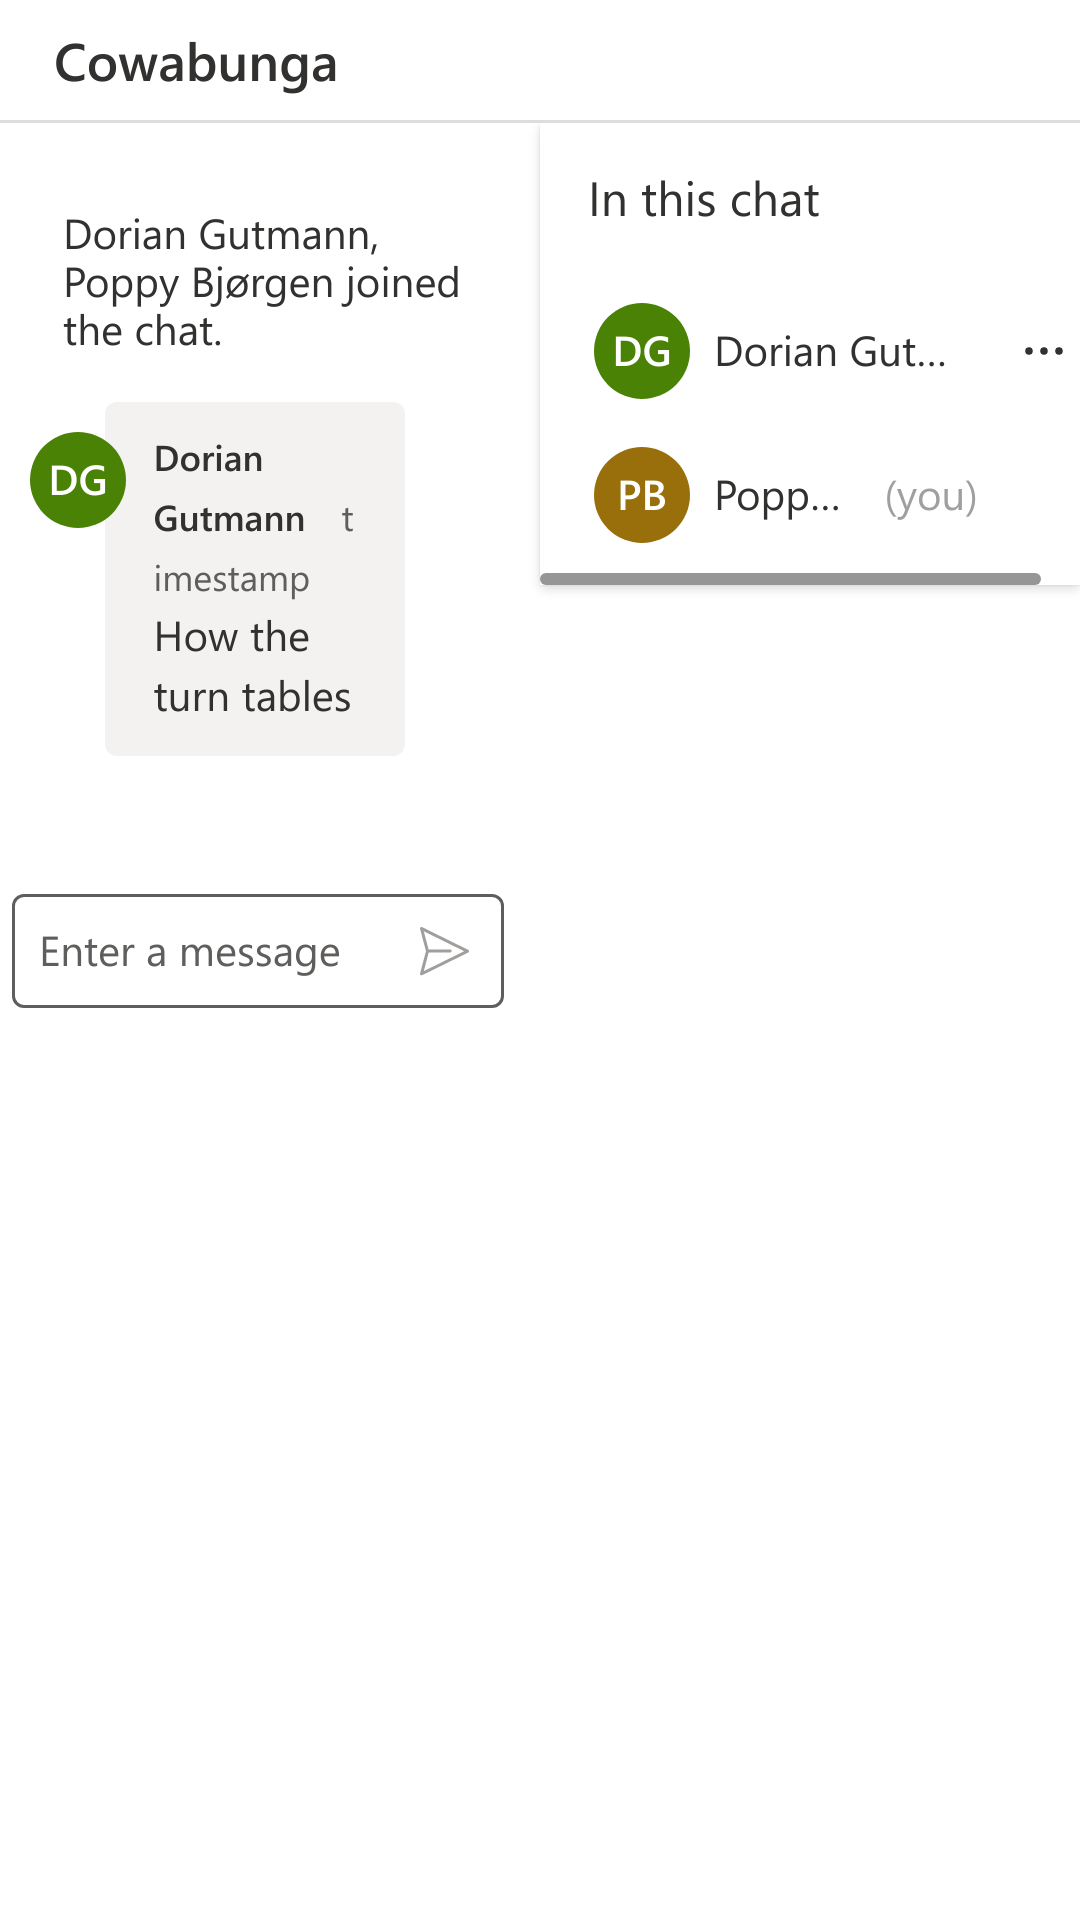 Cowabunga
Dorian Gutmann,
Poppy Bjørgen joined
the chat.
DG
Dorian
Gutmann t
imestamp
How the
turn tables
Enter a message
In this chat
DG Dorian Gut...
PB Popp... (you)